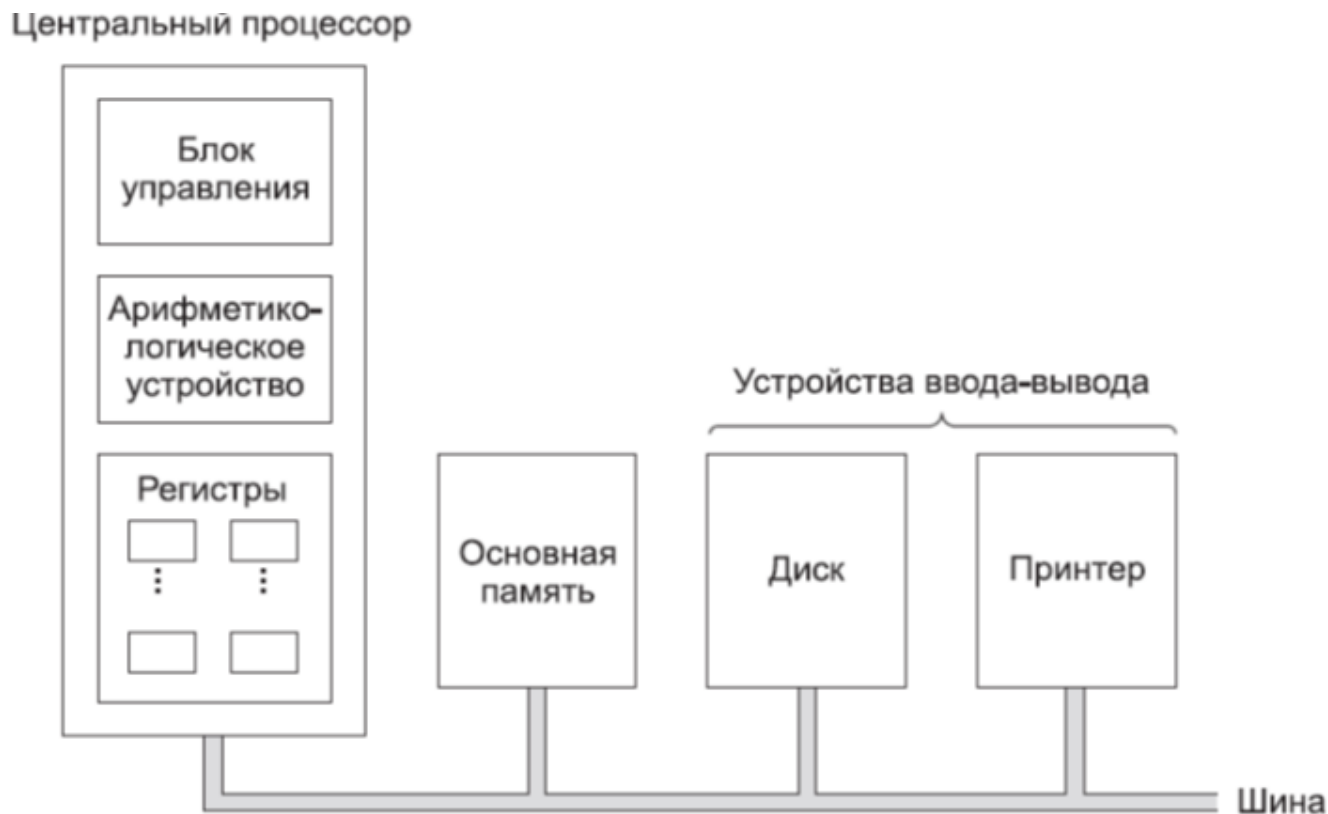 Центральный процессор
Блок
управления
Арифметико-
логическое
устройство
Регистры
Основная
память
Устройства ввода-вывода
Диск
Принтер
Шина